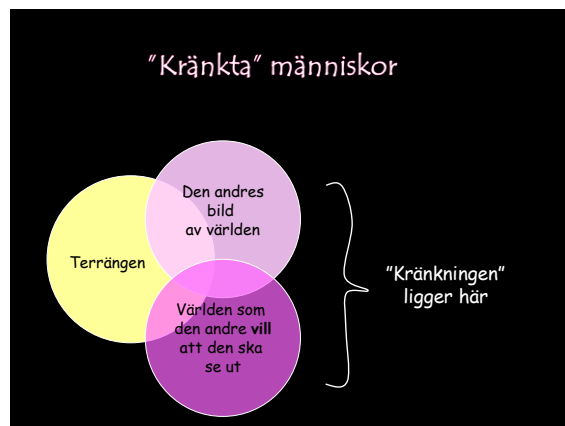 "Kränkta" människor
Den andres
bild
av världen
Terrängen
"Kränkningen"
ligger här
Världen som
den andre vill
att den ska
se ut